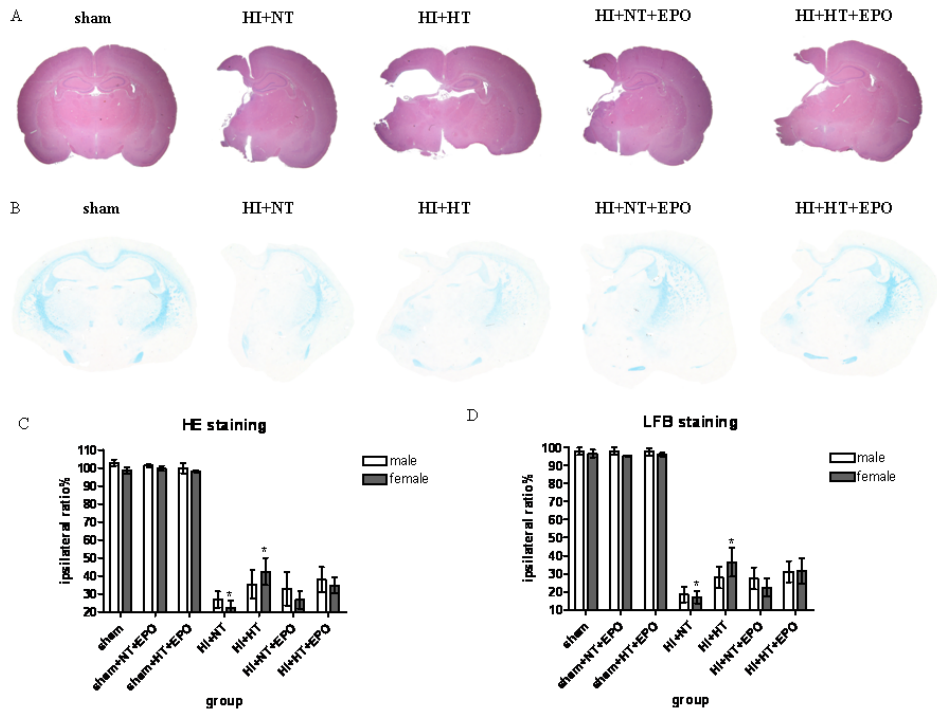 A
sham
HI+NT
HI+HT
HI+NT+EPO
HI+HT+EPO
B
sham
HI+NT
HI+HT
HI+NT+EPO
HI+HT+EPO
C
HE staining
ipsilateral ratio%
110
100
90
80
70
60
50
40
30
20
* *
sham
sham+NT+EPO
sham+HT+EPO
HI+NT
HI+HT
HI+NT+EPO
HI+HT+EPO
group
male
female
D
LFB staining
ipsilateral ratio%
100
90
80
70
60
50
40
30
20
10
* *
sham
sham+NT+EPO
sham+HT+EPO
HI+NT
HI+HT
HI+NT+EPO
HI+HT+EPO
group
male
female